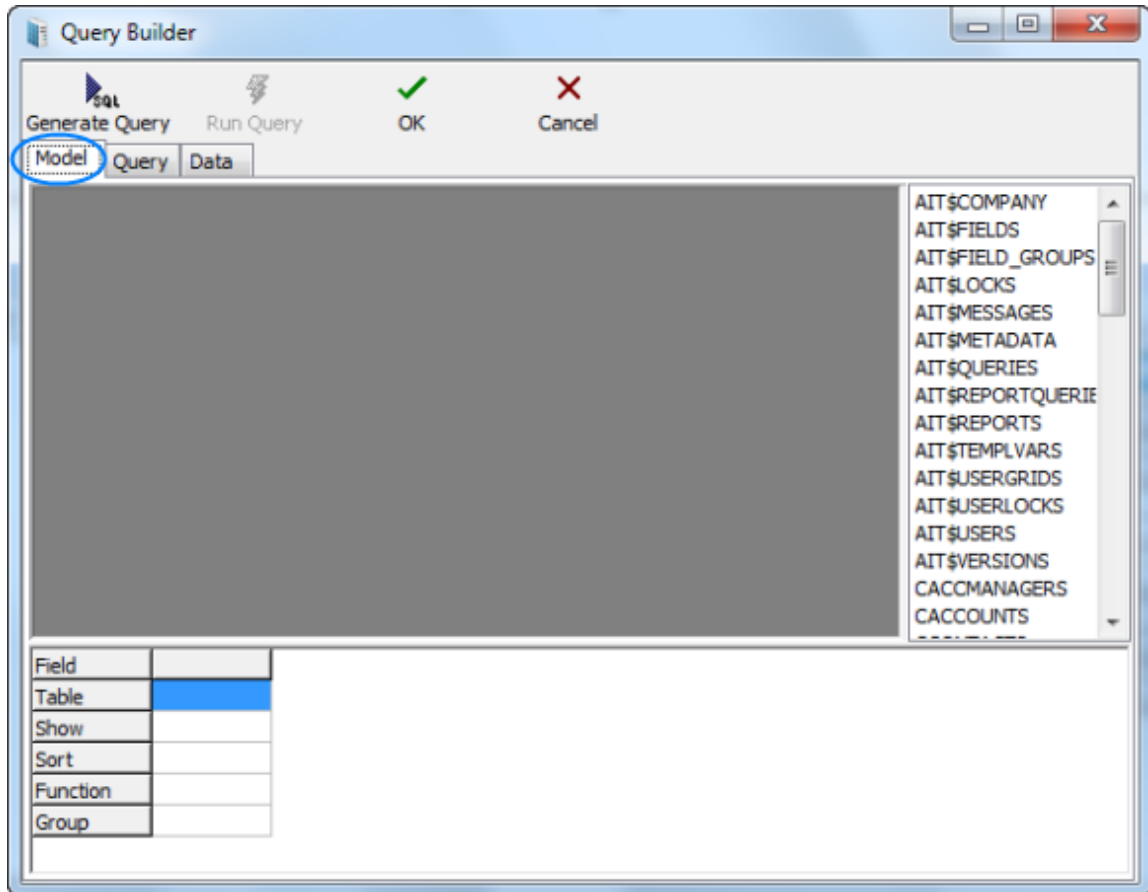 Query Builder
SQL
Generate Query Run Query OK Cancel
Model Query Data
AIT$COMPANY
AIT$FIELDS
AIT$FIELD_GROUPS
AIT$LOCKS
AIT$MESSAGES
AIT$METADATA
AIT$QUERIES
AIT$REPORTQUERIE
AIT$REPORTS
AIT$TEMPLVARS
AIT$USERGRIDS
AIT$USERLOCKS
AIT$USERS
AIT$VERSIONS
CACCMANAGERS
CACCOUNTS
Field
Table
Show
Sort
Function
Group